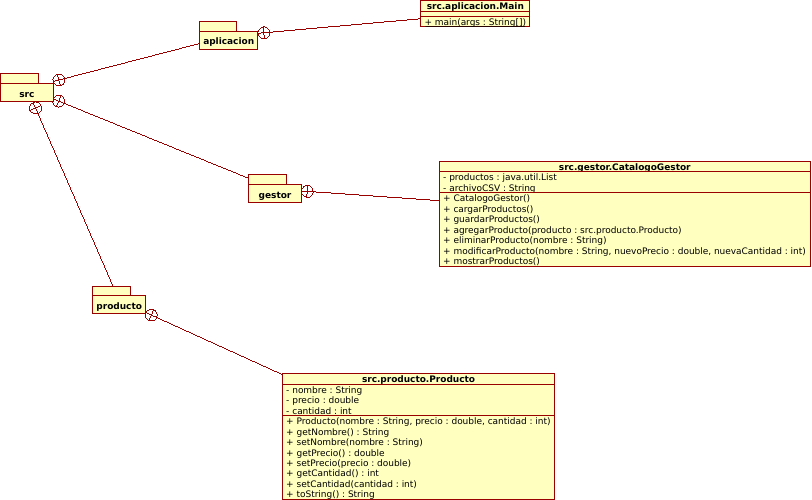 src.aplicacion.Main
+ main(args : String[])
aplicacion
src
src.gestor.CatalogoGestor
- productos : java.util.List
- archivoCSV : String
+ CatalogoGestor()
+ cargarProductos()
+ guardarProductos()
+ agregarProducto(producto : src.producto.Producto)
+ eliminarProducto(nombre : String)
+ modificarProducto(nombre : String, nuevoPrecio : double, nuevaCantidad : int)
+ mostrarProductos()
gestor
producto
src.producto.Producto
- nombre : String
- precio : double
- cantidad : int
+ Producto(nombre : String, precio : double, cantidad : int)
+ getNombre() : String
+ setNombre(nombre : String)
+ getPrecio() : double
+ setPrecio(precio : double)
+ getCantidad() : int
+ setCantidad(cantidad : int)
+ toString() : String